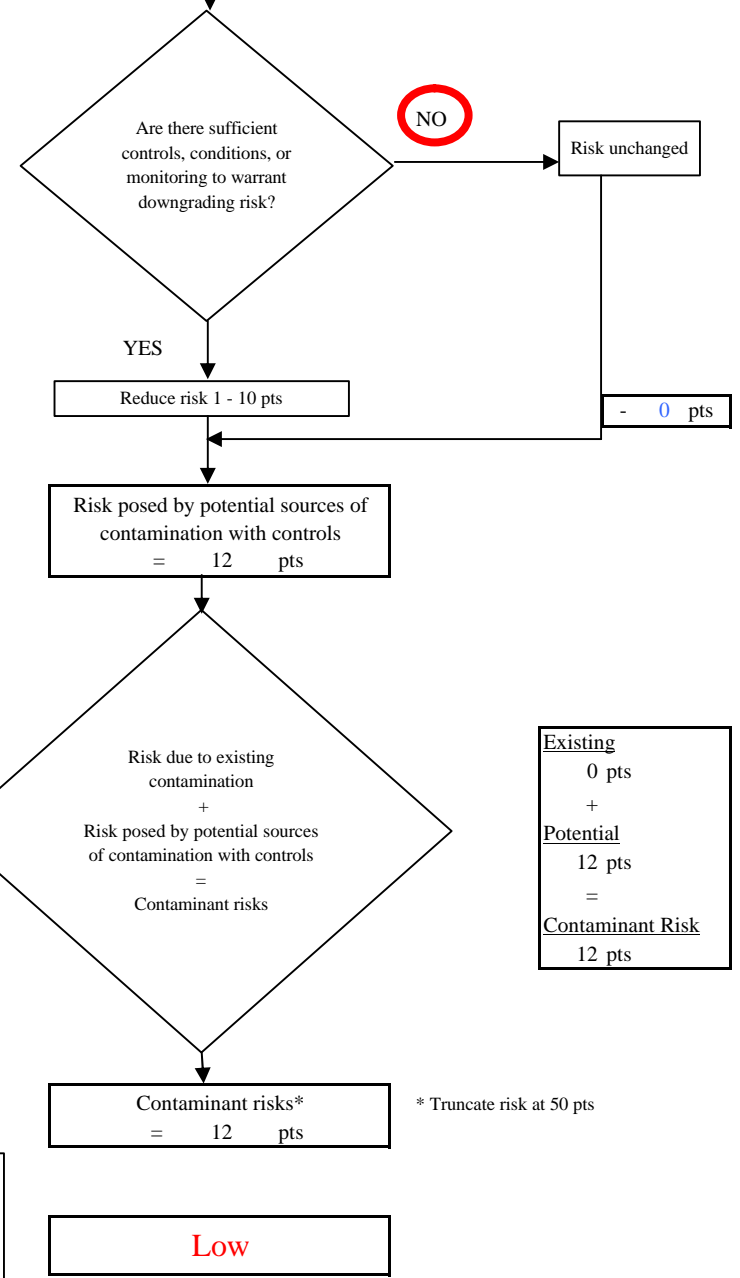 Are there sufficient
controls, conditions, or
monitoring to warrant
downgrading risk?
NO
Risk unchanged
YES
Reduce risk 1 - 10 pts
- 0 pts
Risk posed by potential sources of
contamination with controls
= 12 pts
Risk due to existing
contamination
+
Risk posed by potential sources
of contamination with controls
=
Contaminant risks
Existing
0 pts
+
Potential
12 pts
=
Contaminant Risk
12 pts
Contaminant risks*
= 12 pts
* Truncate risk at 50 pts
Low